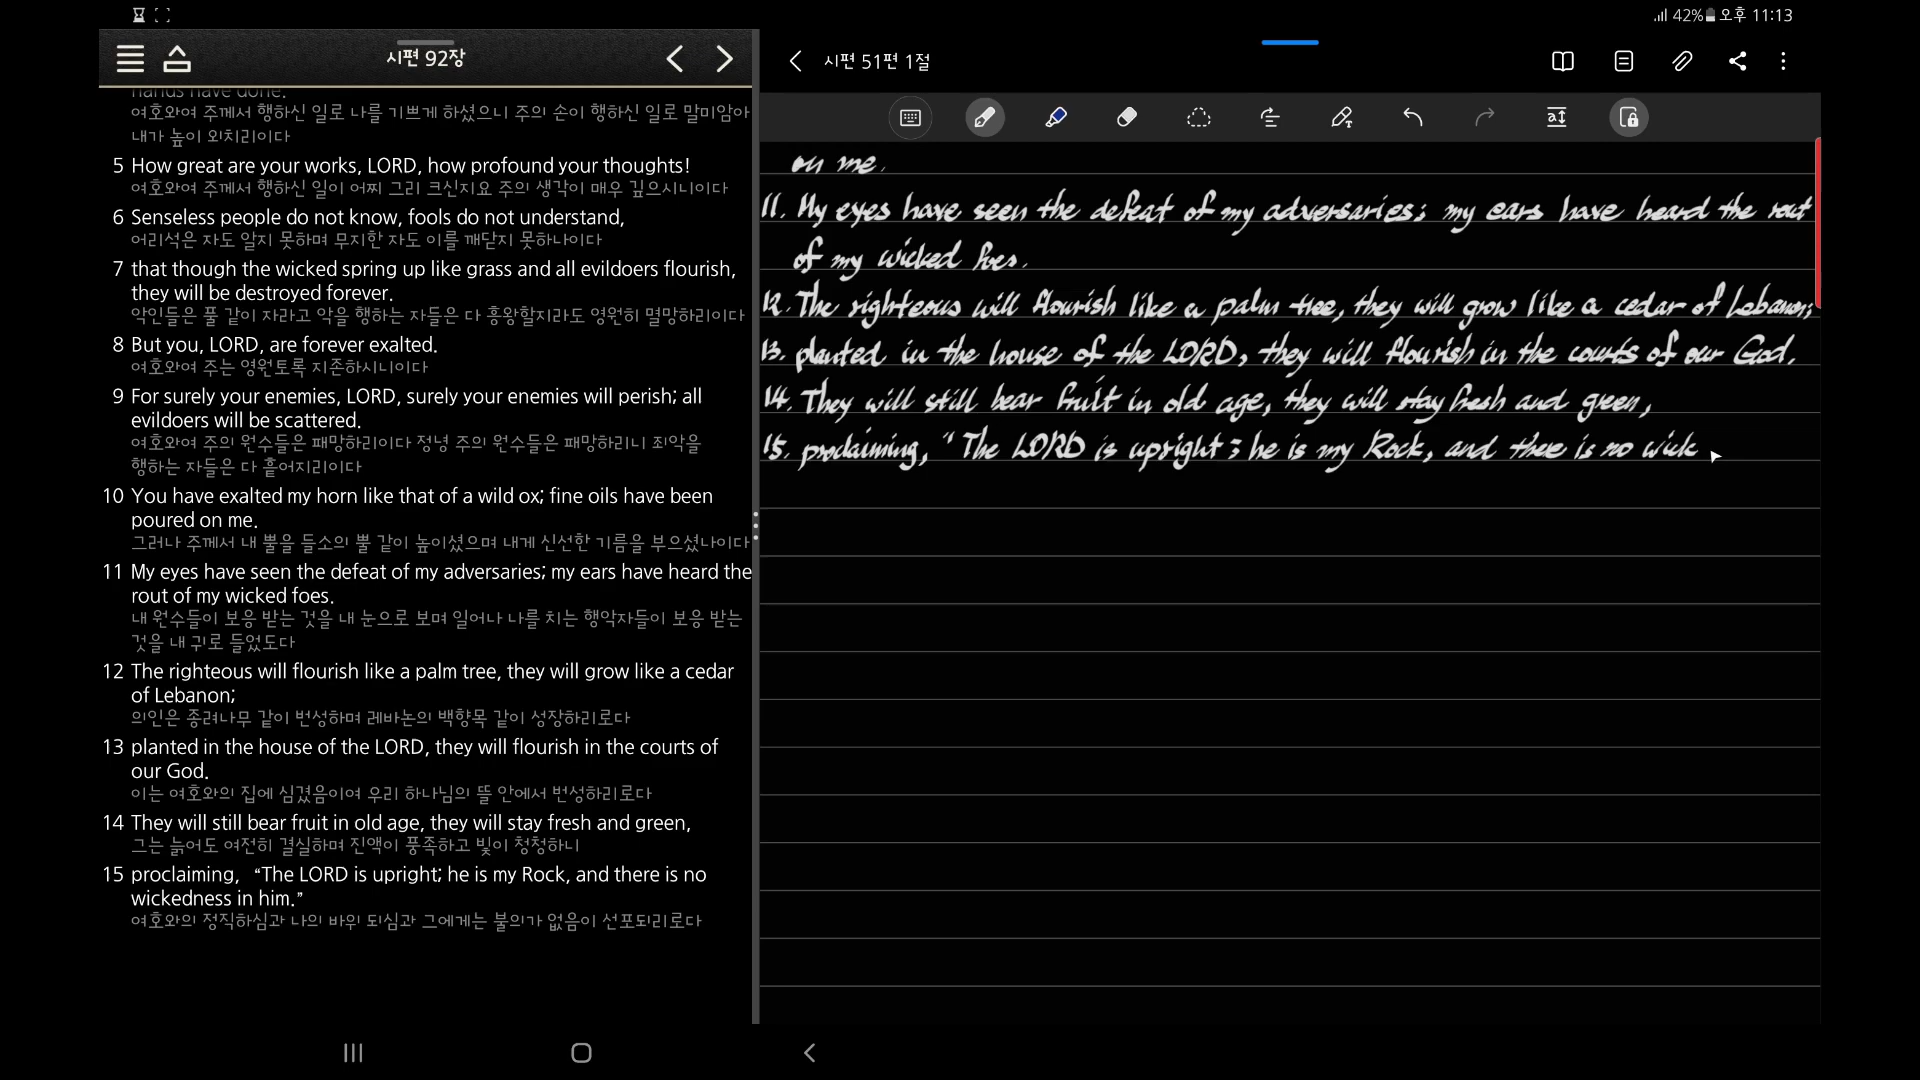 42% 오후 11:13
시편 92장
hands have done.
여호와여 주께서 행하신 일로 나를 기쁘게 하셨으니 주의 손이 행하신 일로 말미암아
내가 높이 외치리이다
5 How great are your works, LORD, how profound your thoughts!
여호와여 주께서 행하신 일이 어찌 그리 크신지요 주의 생각이 매우 깊으시니이다
6 Senseless people do not know, fools do not understand,
어리석은 자도 알지 못하며 무지한 자도 이를 깨닫지 못하나이다
7 that though the wicked spring up like grass and all evildoers flourish,
they will be destroyed forever.
악인들은 풀 같이 자라고 악을 행하는 자들은 다 흥왕할지라도 영원히 멸망하리이다
8 But you, LORD, are forever exalted.
여호와여 주는 영원토록 지존하시니이다
9 For surely your enemies, LORD, surely your enemies will perish; all
evildoers will be scattered.
여호와여 주의 원수들은 패망하리이다 정녕 주의 원수들은 패망하리니 죄악을
행하는 자들은 다 흩어지리이다
10 You have exalted my horn like that of a wild ox; fine oils have been
poured on me.
그러나 주께서 내 뿔을 들소의 뿔 같이 높이셨으며 내게 신선한 기름을 부으셨나이다
11 My eyes have seen the defeat of my adversaries; my ears have heard the
rout of my wicked foes.
내 원수들이 보응 받는 것을 내 눈으로 보며 일어나 나를 치는 행악자들이 보응 받는
것을 내 귀로 들었도다
12 The righteous will flourish like a palm tree, they will grow like a cedar
of Lebanon;
의인은 종려나무 같이 번성하며 레바논의 백향목 같이 성장하리로다
13 planted in the house of the LORD, they will flourish in the courts of
our God.
이는 여호와의 집에 심겼음이여 우리 하나님의 뜰 안에서 번성하리로다
14 They will still bear fruit in old age, they will stay fresh and green,
그는 늙어도 여전히 결실하며 진액이 풍족하고 빛이 청청하니
15 proclaiming, “The LORD is upright; he is my Rock, and there is no
wickedness in him.”
여호와의 정직하심과 나의 바위 되심과 그에게는 불의가 없음이 선포되리로다
시편 51편 1절
on me.
11. My eyes have seen the defeat of my adversaries; my ears have heard the rout
of my wicked foes.
12. The righteous will flourish like a palm tree, they will grow like a cedar of Lebanon;
13. planted in the house of the LORD, they will flourish in the courts of our God.
14. They will still bear fruit in old age, they will stay fresh and green,
15. proclaiming, “The LORD is upright; he is my Rock, and there is no wick